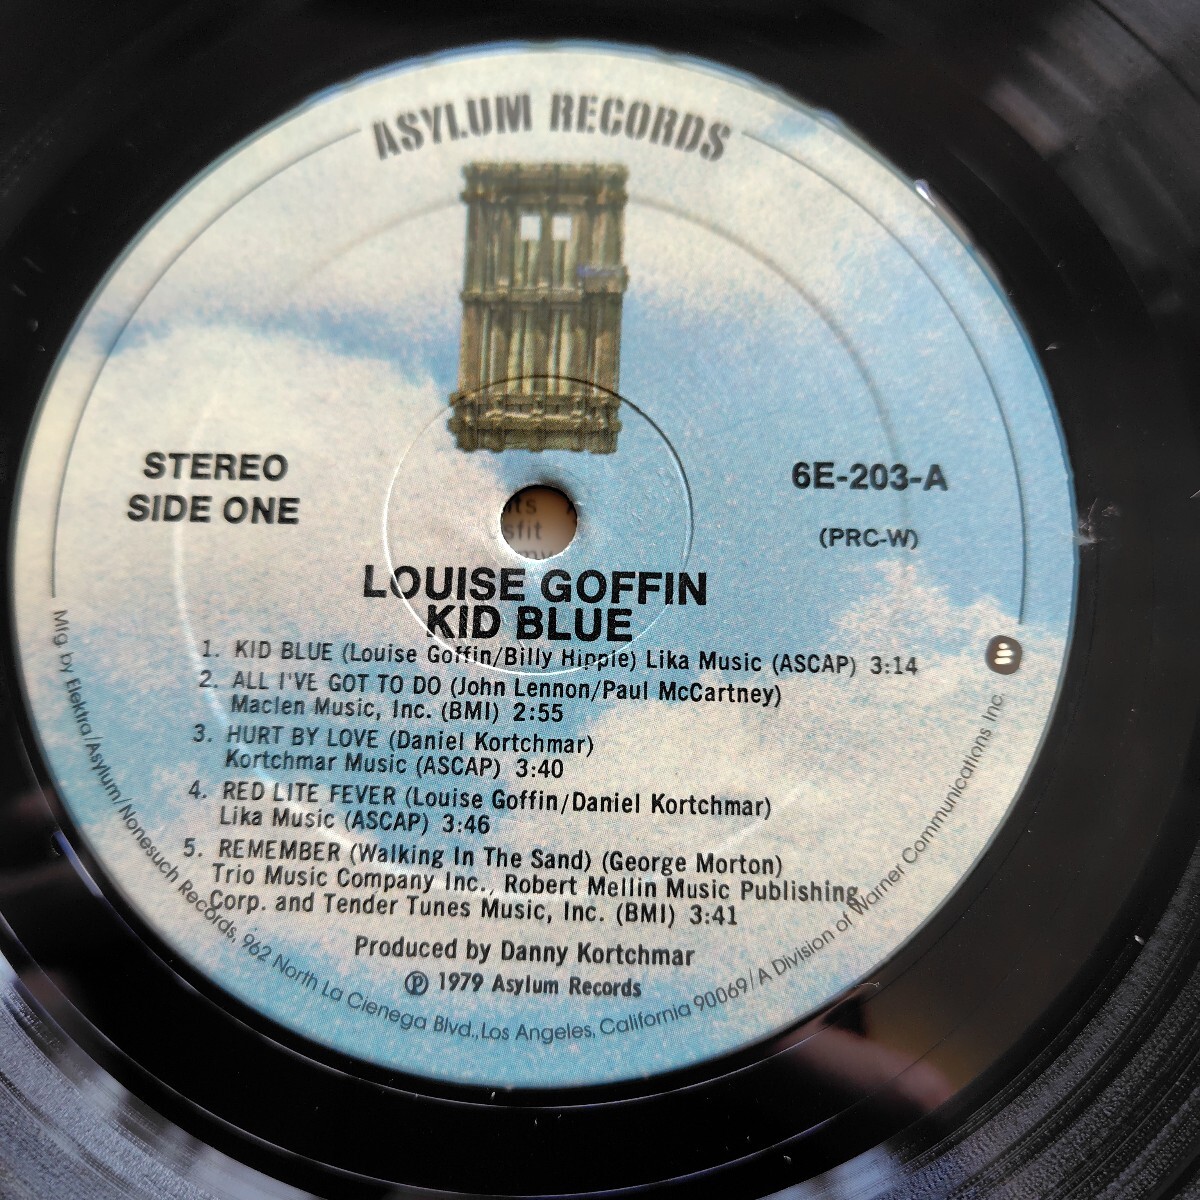 ASYLUM RECORDS
STEREO
SIDE ONE
6E-203-A
(PRC-W)
LOUISE GOFFIN
KID BLUE
1. KID BLUE (Louise Goffin/Billy Hippie) Lika Music (ASCAP) 3:14
2. ALL I'VE GOT TO DO (John Lennon/Paul McCartney)
Maclen Music, Inc. (BMI) 2:55
3. HURT BY LOVE (Daniel Kortchmar)
Kortchmar Music (ASCAP) 3:40
4. RED LITE FEVER (Louise Goffin/Daniel Kortchmar)
Lika Music (ASCAP) 3:46
5. REMEMBER (Walking In The Sand) (George Morton)
Trio Music Company Inc., Robert Mellin Music Publishing
Corp. and Tender Tunes Music, Inc. (BMI) 3:41
Produced by Danny Kortchmar
Ⓟ 1979 Asylum Records
Mfg. by Elektra/Asylum/Nonesuch Records, 962 North La Cienega Blvd., Los Angeles, California 90069/A Division of Warner Communications Inc.